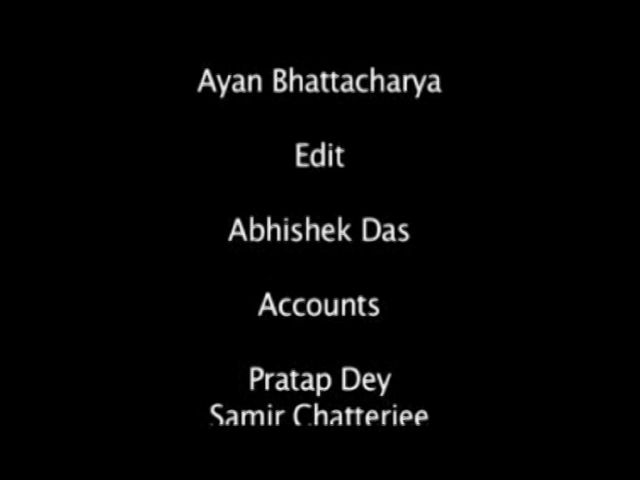 Ayan Bhattacharya
Edit
Abhishek Das
Accounts
Pratap Dey
Samir Chatterjee